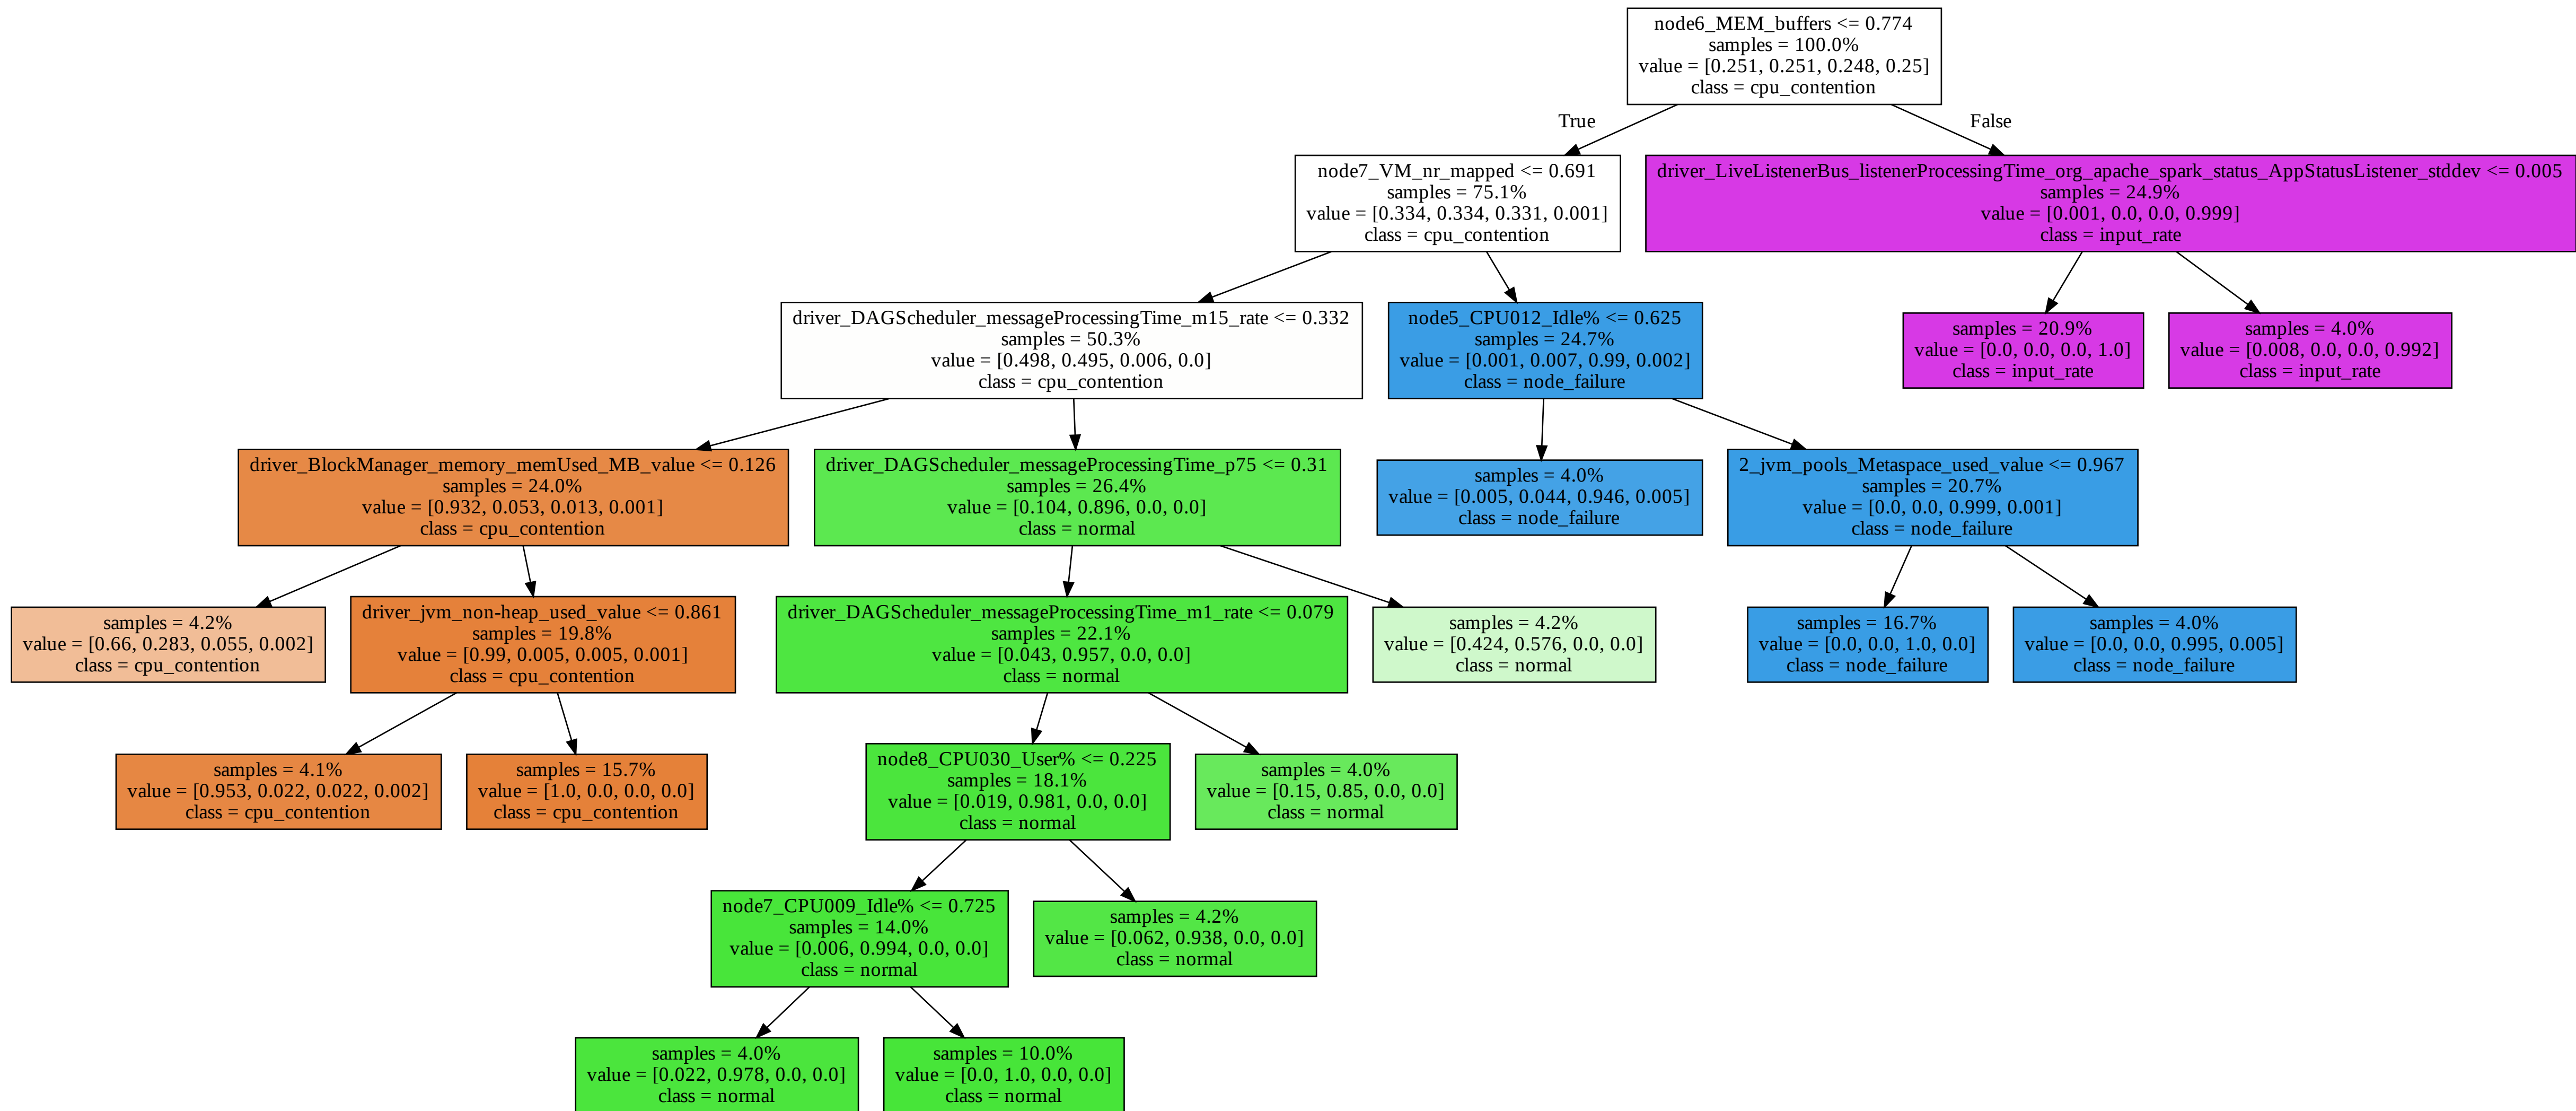 node6_MEM_buffers <= 0.774
samples = 100.0%
value = [0.251, 0.251, 0.248, 0.25]
class = cpu_contention
True
False
node7_VM_nr_mapped <= 0.691
samples = 75.1%
value = [0.334, 0.334, 0.331, 0.001]
class = cpu_contention
driver_LiveListenerBus_listenerProcessingTime_org_apache_spark_status_AppStatusListener_stddev <= 0.005
samples = 24.9%
value = [0.001, 0.0, 0.0, 0.999]
class = input_rate
driver_DAGScheduler_messageProcessingTime_m15_rate <= 0.332
samples = 50.3%
value = [0.498, 0.495, 0.006, 0.0]
class = cpu_contention
node5_CPU012_Idle% <= 0.625
samples = 24.7%
value = [0.001, 0.007, 0.99, 0.002]
class = node_failure
samples = 20.9%
value = [0.0, 0.0, 0.0, 1.0]
class = input_rate
samples = 4.0%
value = [0.008, 0.0, 0.0, 0.992]
class = input_rate
driver_BlockManager_memory_memUsed_MB_value <= 0.126
samples = 24.0%
value = [0.932, 0.053, 0.013, 0.001]
class = cpu_contention
driver_DAGScheduler_messageProcessingTime_p75 <= 0.31
samples = 26.4%
value = [0.104, 0.896, 0.0, 0.0]
class = normal
samples = 4.0%
value = [0.005, 0.044, 0.946, 0.005]
class = node_failure
2_jvm_pools_Metaspace_used_value <= 0.967
samples = 20.7%
value = [0.0, 0.0, 0.999, 0.001]
class = node_failure
samples = 4.2%
value = [0.66, 0.283, 0.055, 0.002]
class = cpu_contention
driver_jvm_non-heap_used_value <= 0.861
samples = 19.8%
value = [0.99, 0.005, 0.005, 0.001]
class = cpu_contention
driver_DAGScheduler_messageProcessingTime_m1_rate <= 0.079
samples = 22.1%
value = [0.043, 0.957, 0.0, 0.0]
class = normal
samples = 4.2%
value = [0.424, 0.576, 0.0, 0.0]
class = normal
samples = 16.7%
value = [0.0, 0.0, 1.0, 0.0]
class = node_failure
samples = 4.0%
value = [0.0, 0.0, 0.995, 0.005]
class = node_failure
samples = 4.1%
value = [0.953, 0.022, 0.022, 0.002]
class = cpu_contention
samples = 15.7%
value = [1.0, 0.0, 0.0, 0.0]
class = cpu_contention
node8_CPU030_User% <= 0.225
samples = 18.1%
value = [0.019, 0.981, 0.0, 0.0]
class = normal
samples = 4.0%
value = [0.15, 0.85, 0.0, 0.0]
class = normal
node7_CPU009_Idle% <= 0.725
samples = 14.0%
value = [0.006, 0.994, 0.0, 0.0]
class = normal
samples = 4.2%
value = [0.062, 0.938, 0.0, 0.0]
class = normal
samples = 4.0%
value = [0.022, 0.978, 0.0, 0.0]
class = normal
samples = 10.0%
value = [0.0, 1.0, 0.0, 0.0]
class = normal